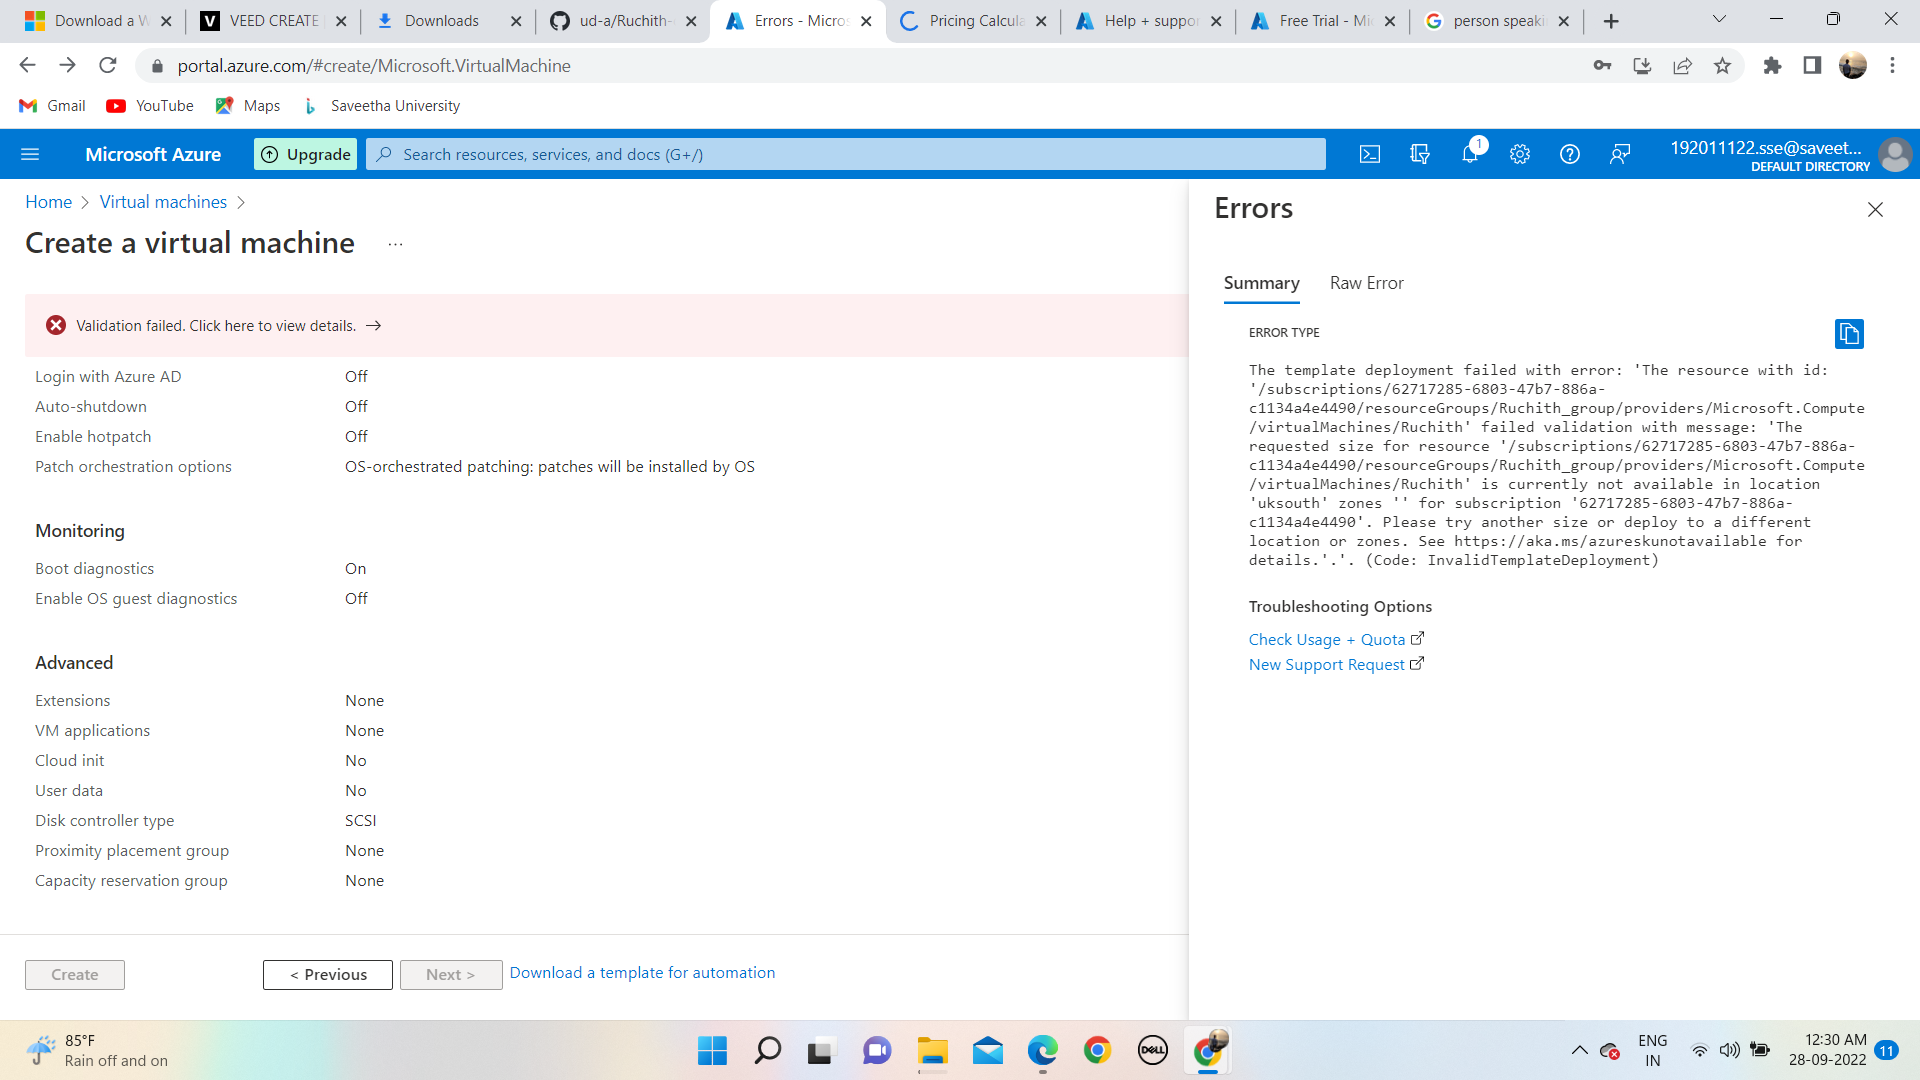 Download a W
VEED CREATE
Downloads
ud-a/Ruchith-
Errors - Micros
Pricing Calcula
Help + suppor
Free Trial - Mi
person speaki
portal.azure.com/#create/Microsoft.VirtualMachine
Gmail
YouTube
Maps
Saveetha University
Microsoft Azure
Upgrade
Search resources, services, and docs (G+/)
1
192011122.sse@saveet...
DEFAULT DIRECTORY
Home > Virtual machines >
Create a virtual machine ...
Validation failed. Click here to view details. →
Login with Azure AD Off
Auto-shutdown Off
Enable hotpatch Off
Patch orchestration options OS-orchestrated patching: patches will be installed by OS
Monitoring
Boot diagnostics On
Enable OS guest diagnostics Off
Advanced
Extensions None
VM applications None
Cloud init No
User data No
Disk controller type SCSI
Proximity placement group None
Capacity reservation group None
Create
< Previous
Next >
Download a template for automation
Errors
Summary
Raw Error
ERROR TYPE
The template deployment failed with error: 'The resource with id:
'/subscriptions/62717285-6803-47b7-886a-
c1134a4e4490/resourceGroups/Ruchith_group/providers/Microsoft.Compute
/virtualMachines/Ruchith' failed validation with message: 'The
requested size for resource '/subscriptions/62717285-6803-47b7-886a-
c1134a4e4490/resourceGroups/Ruchith_group/providers/Microsoft.Compute
/virtualMachines/Ruchith' is currently not available in location
'uksouth' zones '' for subscription '62717285-6803-47b7-886a-
c1134a4e4490'. Please try another size or deploy to a different
location or zones. See https://aka.ms/azureskunotavailable for
details.'.'. (Code: InvalidTemplateDeployment)
Troubleshooting Options
Check Usage + Quota
New Support Request
85°F
Rain off and on
DELL
ENG
IN
12:30 AM
28-09-2022
11